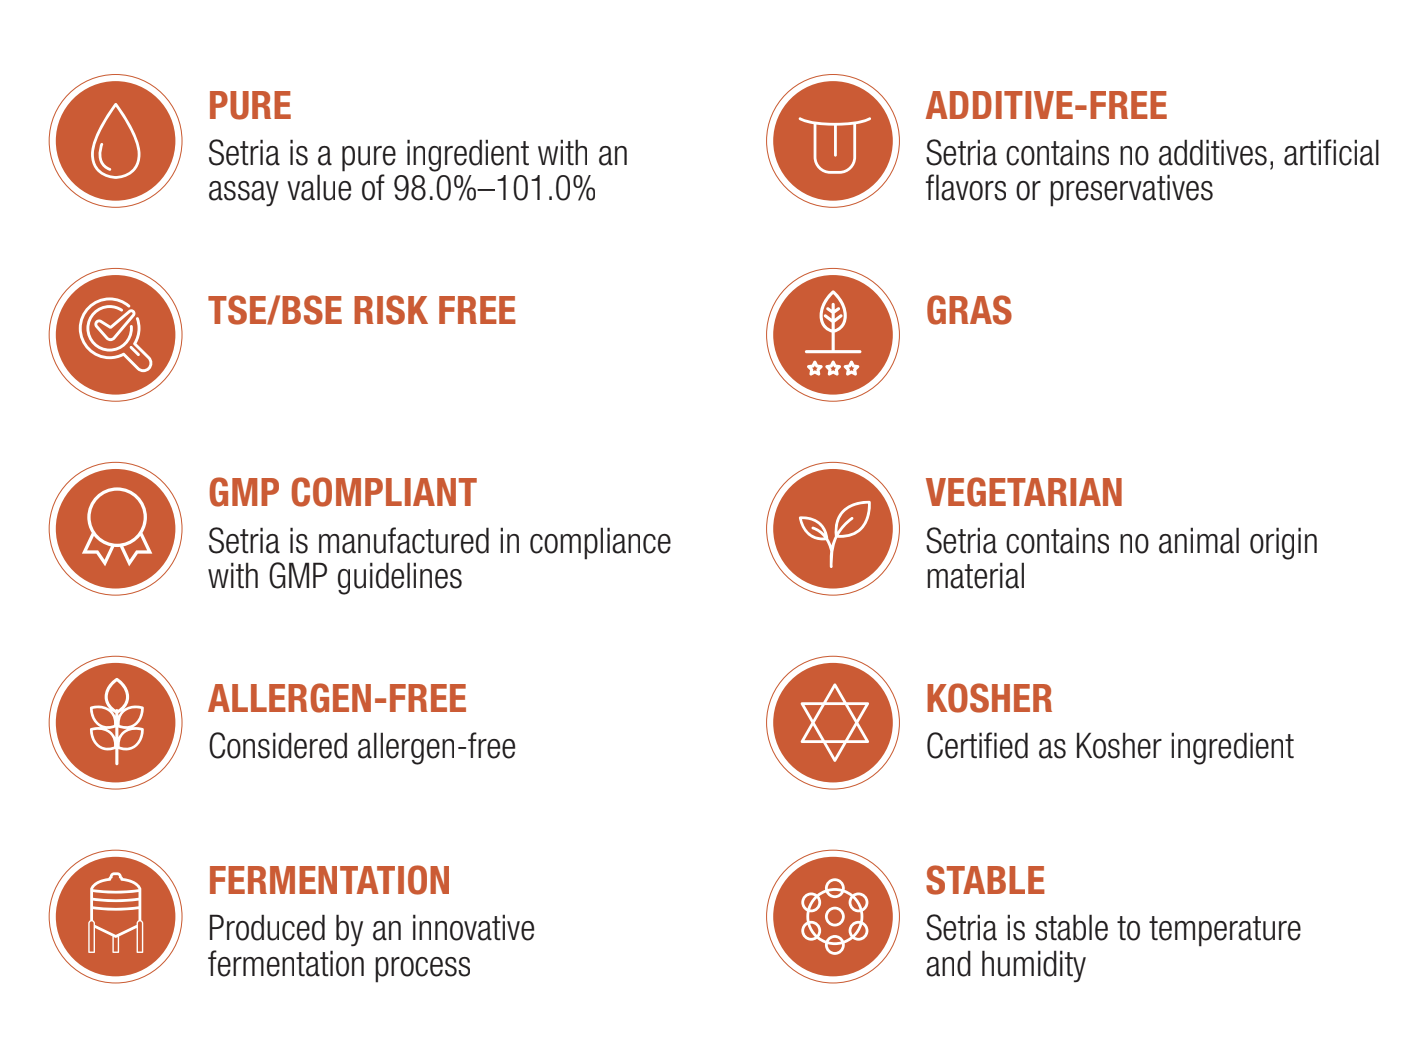 PURE
Setria is a pure ingredient with an
assay value of 98.0%–101.0%
ADDITIVE-FREE
Setria contains no additives, artificial
flavors or preservatives
TSE/BSE RISK FREE
GRAS
GMP COMPLIANT
Setria is manufactured in compliance
with GMP guidelines
VEGETARIAN
Setria contains no animal origin
material
ALLERGEN-FREE
Considered allergen-free
KOSHER
Certified as Kosher ingredient
FERMENTATION
Produced by an innovative
fermentation process
STABLE
Setria is stable to temperature
and humidity